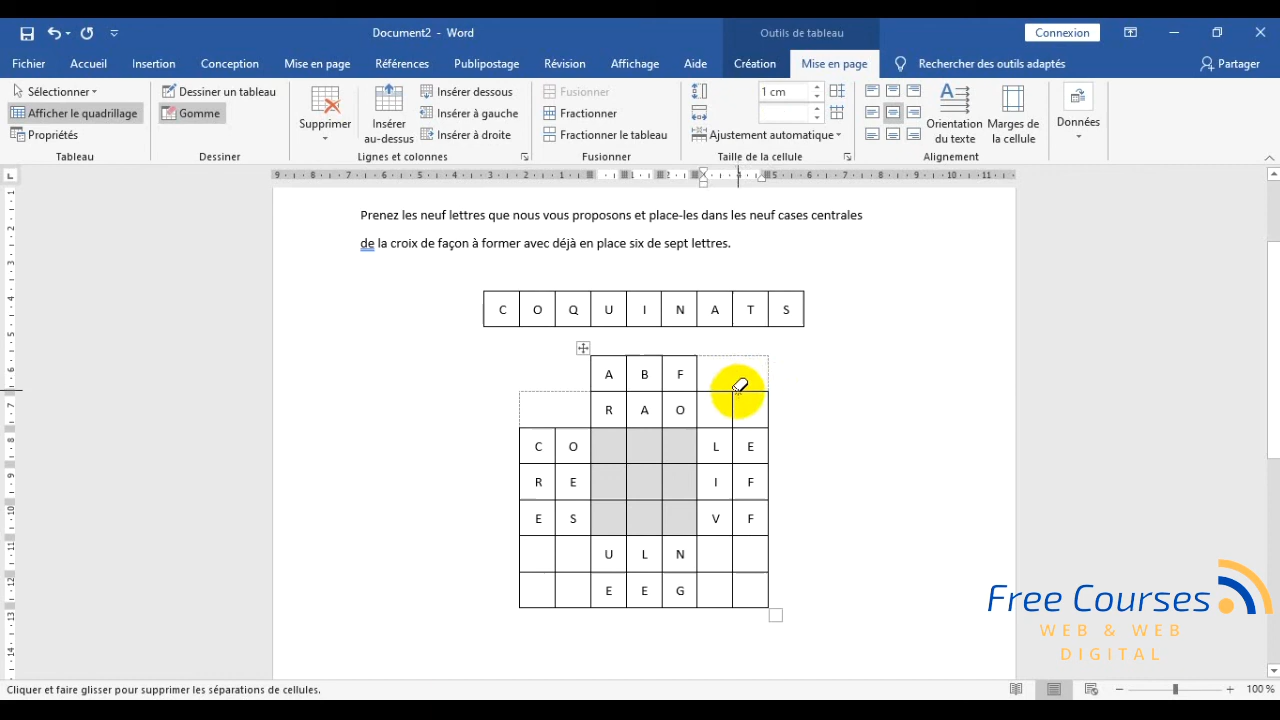 Document2 - Word
Outils de tableau
Connexion
Fichier
Accueil
Insertion
Conception
Mise en page
Références
Publipostage
Révision
Affichage
Aide
Création
Mise en page
Rechercher des outils adaptés
Partager
Sélectionner
Afficher le quadrillage
Propriétés
Tableau
Dessiner un tableau
Gomme
Dessiner
Supprimer
Insérer
au-dessus
Insérer dessous
Insérer à gauche
Insérer à droite
Lignes et colonnes
Fusionner
Fractionner
Fractionner le tableau
Fusionner
1 cm
Ajustement automatique
Taille de la cellule
Orientation
du texte
Marges de
la cellule
Alignement
Données
Prenez les neuf lettres que nous vous proposons et place-les dans les neuf cases centrales
de la croix de façon à former avec déjà en place six de sept lettres.
C O Q U I N A T S
A B F
R A O
C O L E
R E I F
E S V F
U L N
E E G
Free Courses
WEB & WEB
DIGITAL
Cliquer et faire glisser pour supprimer les séparations de cellules.
100 %